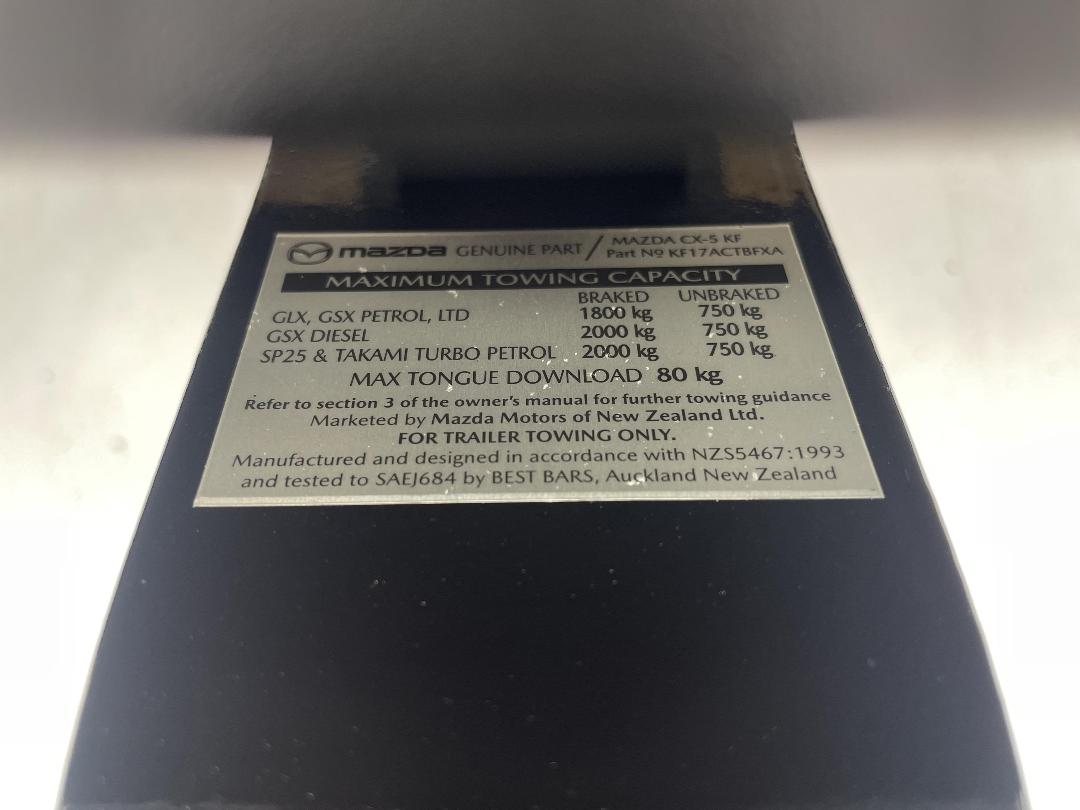 mazda GENUINE PART / MAZDA CX-5 KF
Part Nº KF17ACTBFXA
MAXIMUM TOWING CAPACITY
BRAKED UNBRAKED
GLX, GSX PETROL, LTD 1800 kg 750 kg
GSX DIESEL 2000 kg 750 kg
SP25 & TAKAMI TURBO PETROL 2000 kg 750 kg
MAX TONGUE DOWNLOAD 80 kg
Refer to section 3 of the owner's manual for further towing guidance
Marketed by Mazda Motors of New Zealand Ltd.
FOR TRAILER TOWING ONLY.
Manufactured and designed in accordance with NZS5467:1993
and tested to SAEJ684 by BEST BARS, Auckland New Zealand